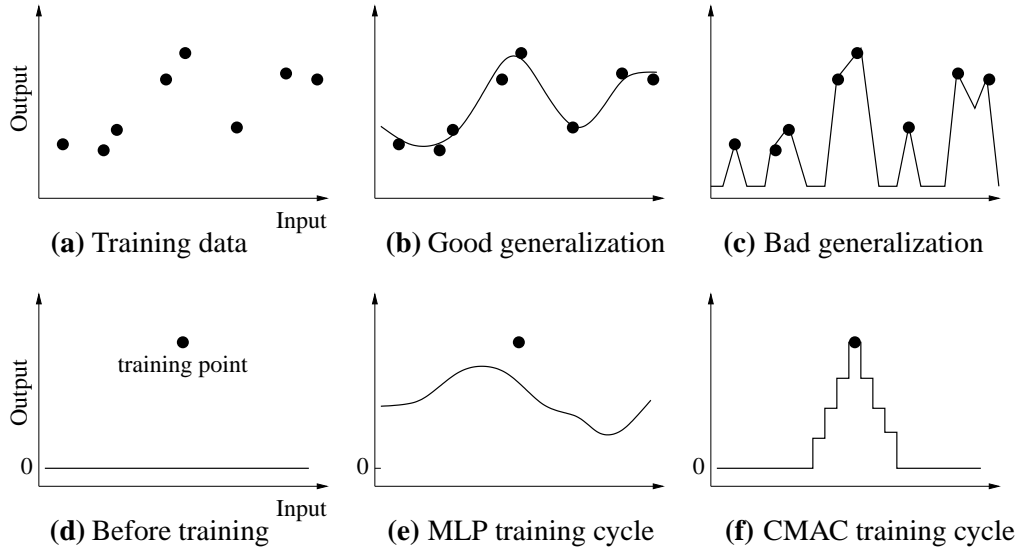 Output
Input
(a) Training data
(b) Good generalization
(c) Bad generalization
Output
training point
0
Input
(d) Before training
0
(e) MLP training cycle
(f) CMAC training cycle